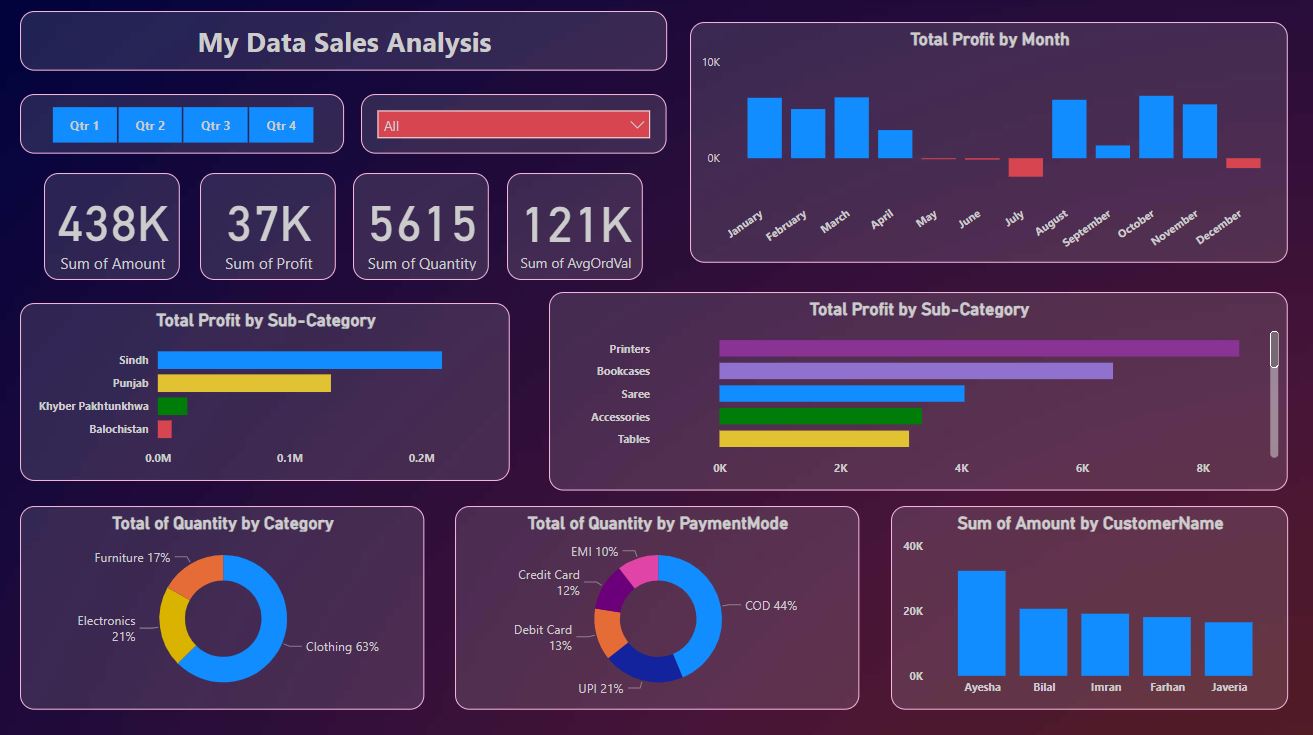 My Data Sales Analysis
Qtr 1 Qtr 2 Qtr 3 Qtr 4
All
438K
Sum of Amount
37K
Sum of Profit
5615
Sum of Quantity
121K
Sum of AvgOrdVal
Total Profit by Month
10K
0K
January February March April May June July August September October November December
Total Profit by Sub-Category
Sindh
Punjab
Khyber Pakhtunkhwa
Balochistan
0.0M 0.1M 0.2M
Total Profit by Sub-Category
Printers
Bookcases
Saree
Accessories
Tables
0K 2K 4K 6K 8K
Total of Quantity by Category
Furniture 17%
Electronics
21%
Clothing 63%
Total of Quantity by PaymentMode
EMI 10%
Credit Card
12%
COD 44%
Debit Card
13%
UPI 21%
Sum of Amount by CustomerName
40K
20K
0K
Ayesha Bilal Imran Farhan Javeria